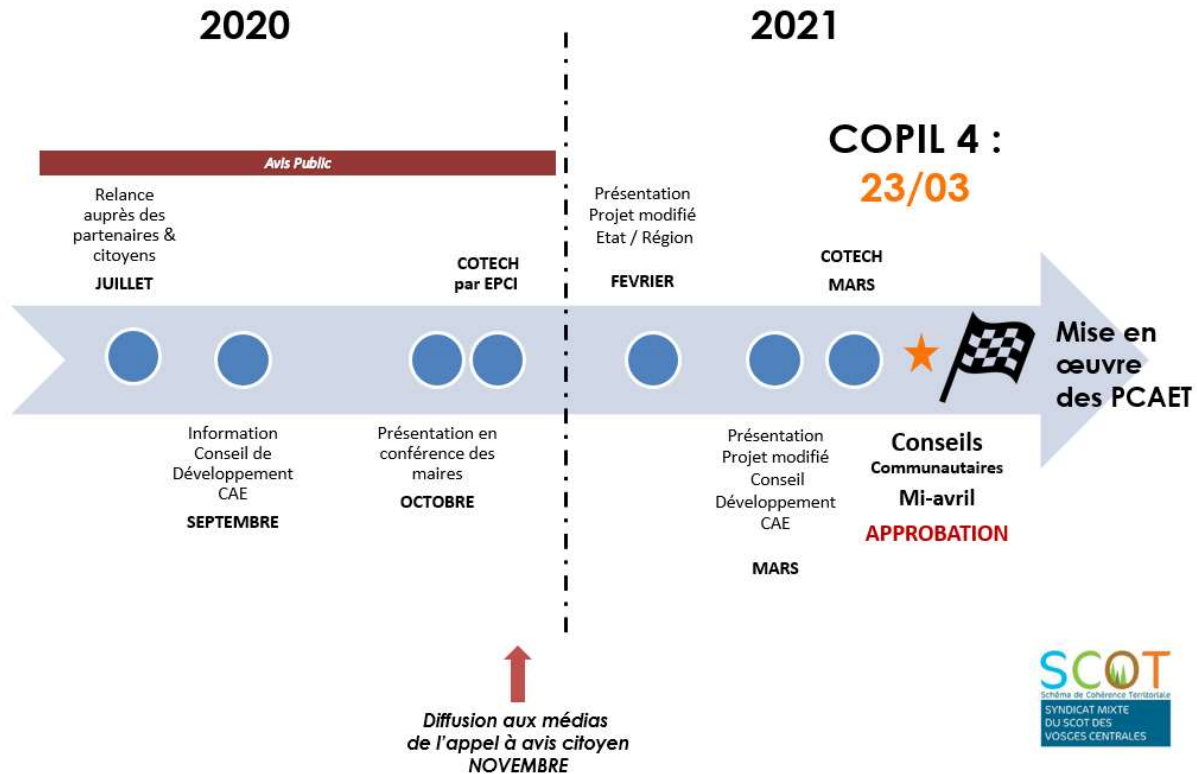 2020
2021
COPIL 4 :
23/03
Avis Public
Relance
auprès des
partenaires &
citoyens
JUILLET
COTECH
par EPCI
Présentation
Projet modifié
Etat / Région
FEVRIER
COTECH
MARS
Mise en
œuvre
des PCAET
Information
Conseil de
Développement
CAE
SEPTEMBRE
Présentation en
conférence des
maires
OCTOBRE
Présentation
Projet modifié
Conseil
Développement
CAE
MARS
Conseils
Communautaires
Mi-avril
APPROBATION
Diffusion aux médias
de l'appel à avis citoyen
NOVEMBRE
SCOT
Schéma de Cohérence Territoriale
SYNDICAT MIXTE
DU SCOT DES
VOSGES CENTRALES